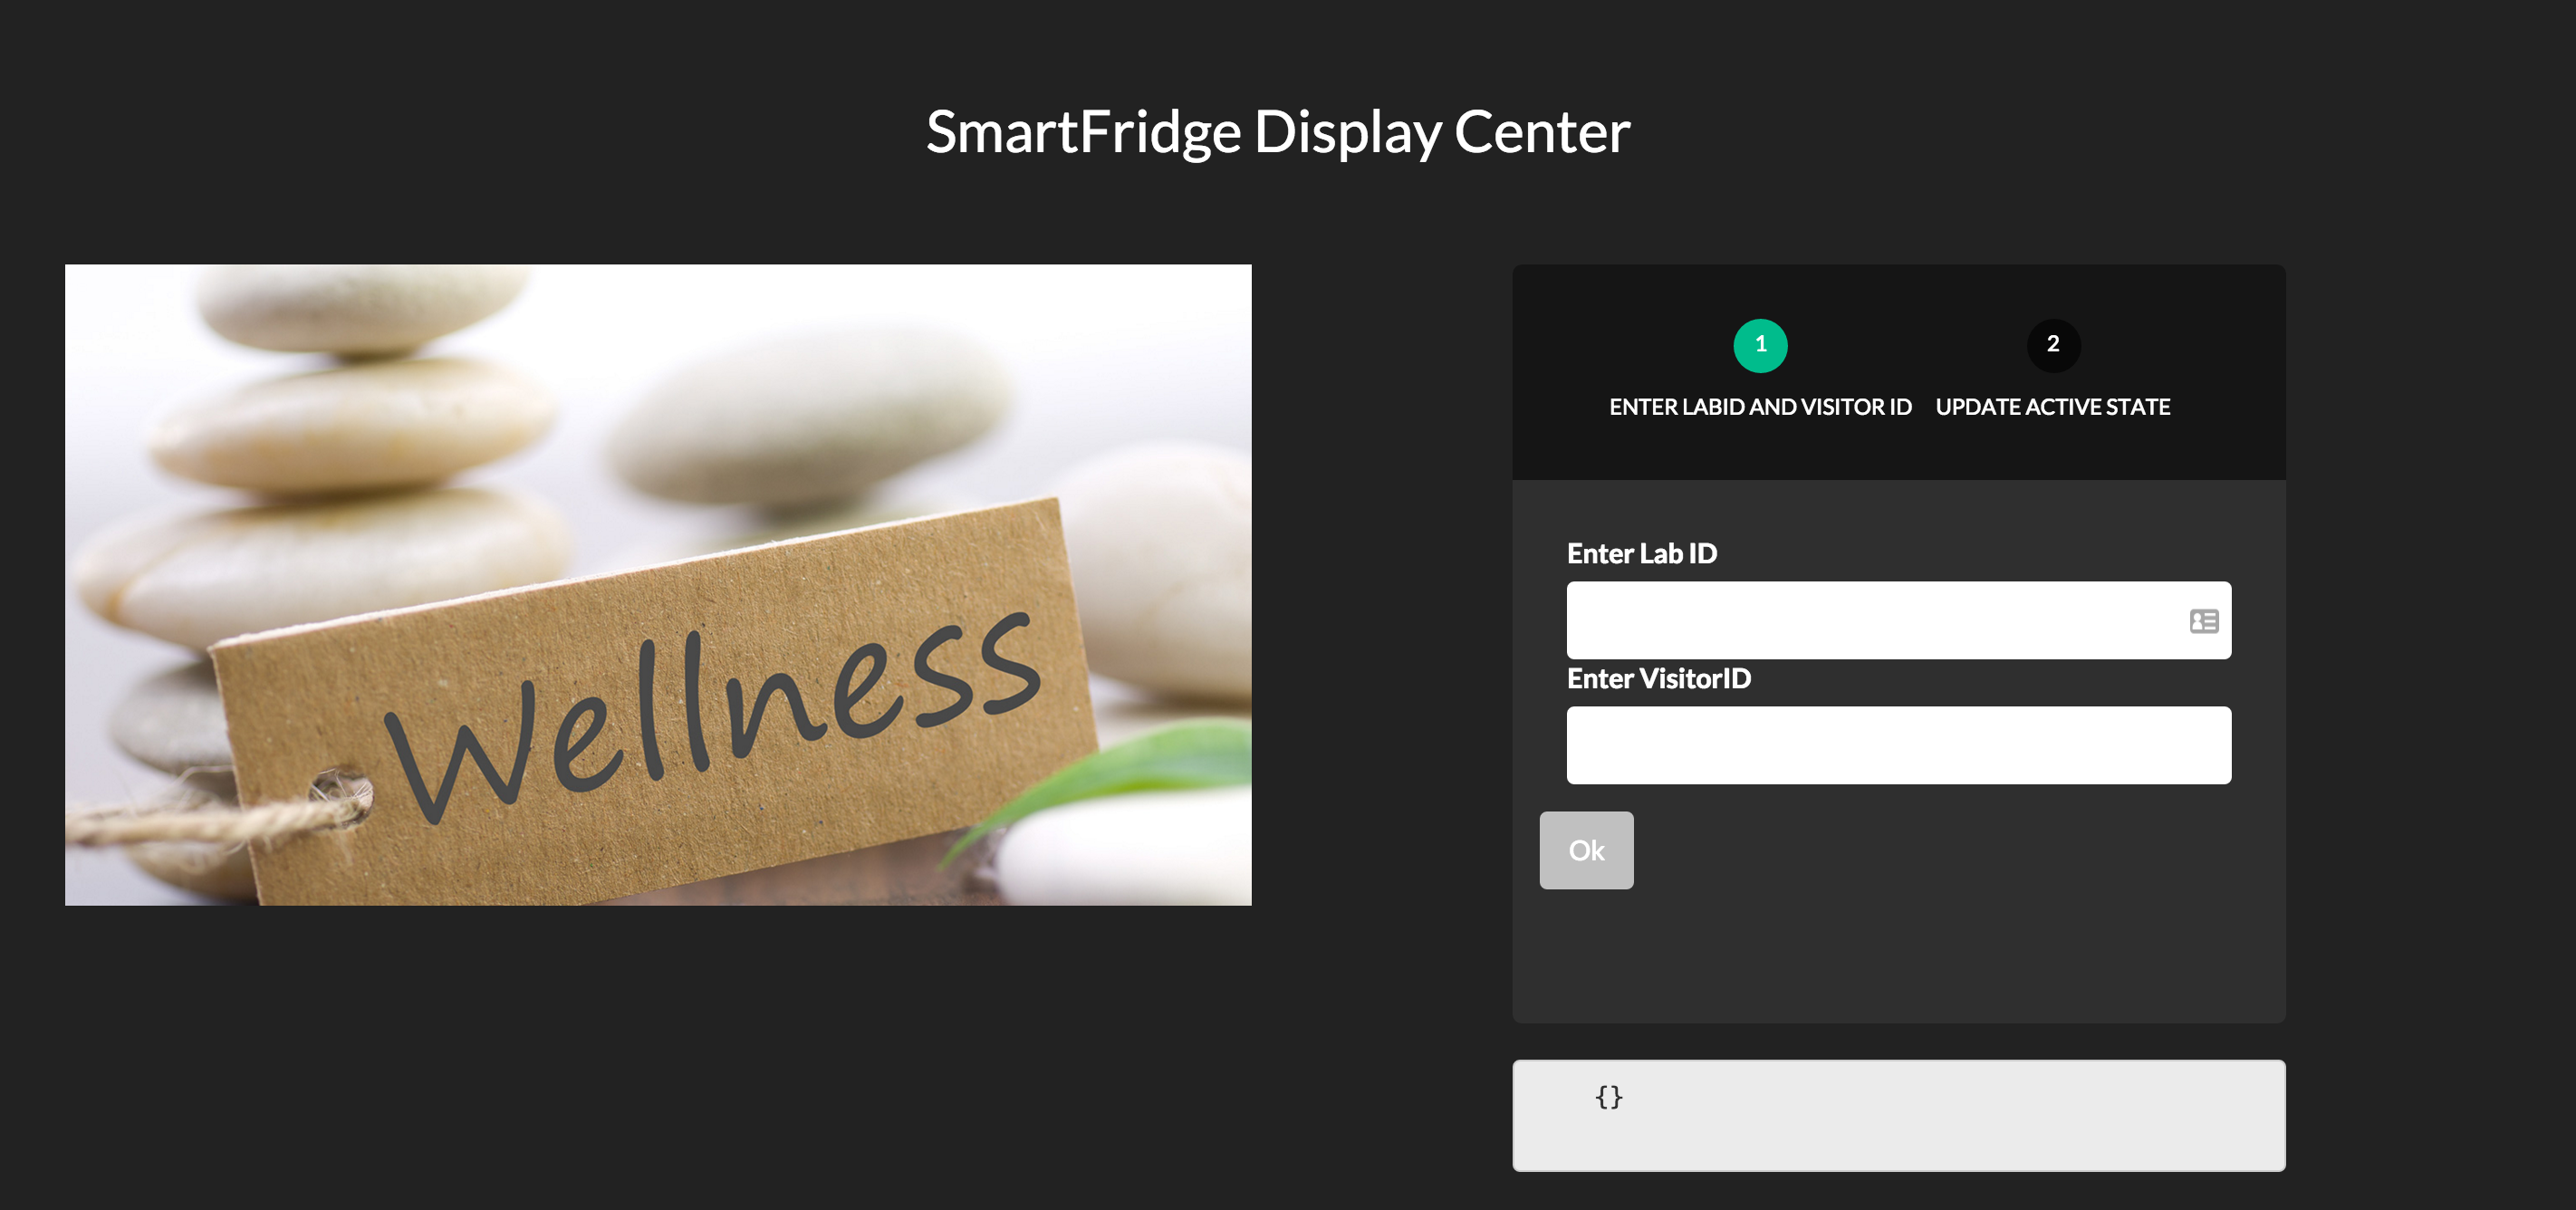 SmartFridge Display Center
Wellness
1
2
ENTER LABID AND VISITOR ID
UPDATE ACTIVE STATE
Enter Lab ID
Enter VisitorID
Ok
{}